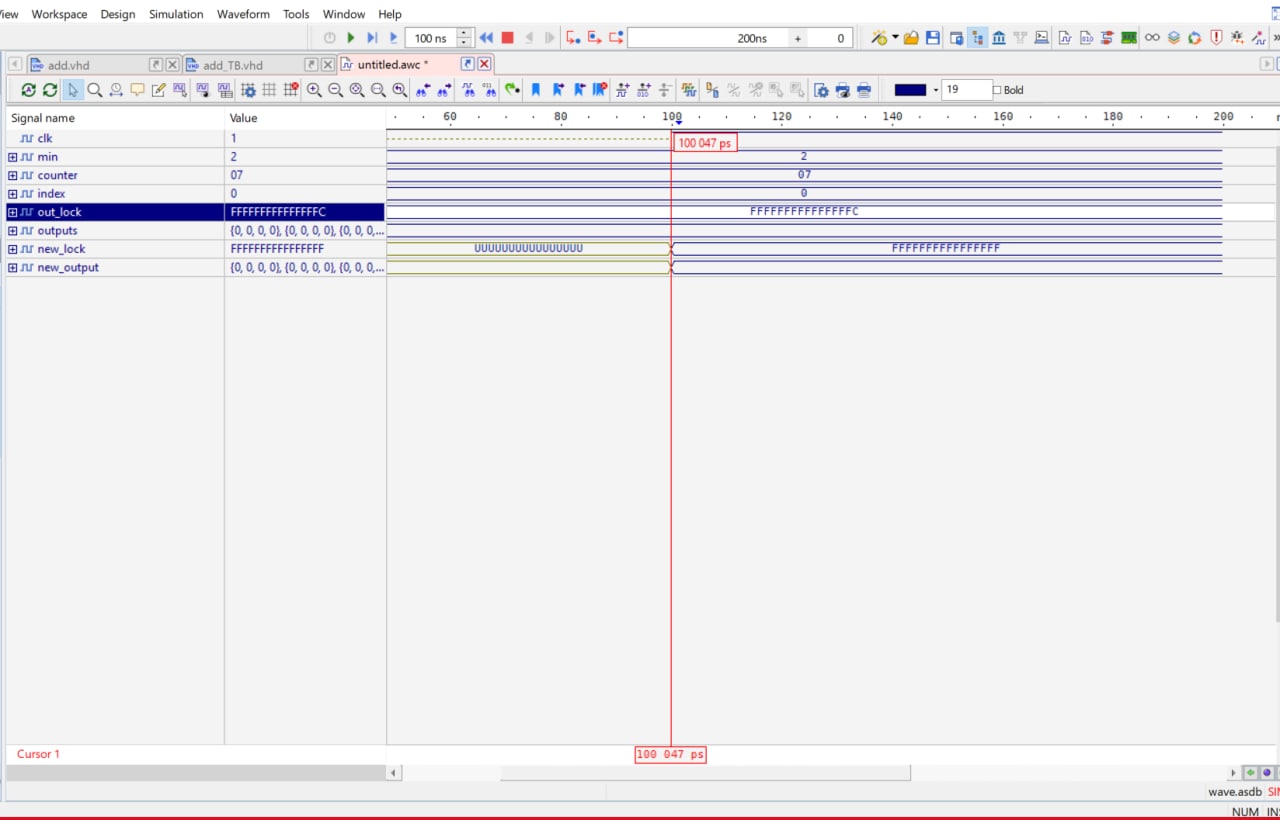 View Workspace Design Simulation Waveform Tools Window Help
100 ns 200ns + 0
add.vhd add_TB.vhd untitled.awc *
19 Bold
Signal name Value 60 80 100 120 140 160 180 200
clk 1 100 047 ps
min 2 2
counter 07 07
index 0 0
out_lock FFFFFFFFFFFFFFFC FFFFFFFFFFFFFFFC
outputs {0, 0, 0, 0}, {0, 0, 0, 0}, {0, 0, 0,...
new_lock FFFFFFFFFFFFFFFF UUUUUUUUUUUUUUUU FFFFFFFFFFFFFFFF
new_output {0, 0, 0, 0}, {0, 0, 0, 0}, {0, 0, 0,...
Cursor 1 100 047 ps
wave.asdb
NUM